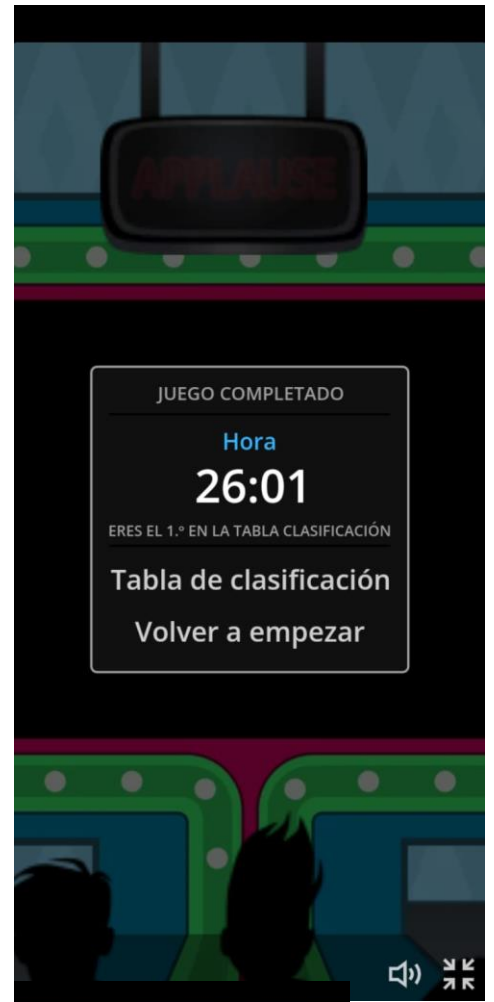 APPLAUSE
JUEGO COMPLETADO
Hora
26:01
ERES EL 1.º EN LA TABLA CLASIFICACIÓN
Tabla de clasificación
Volver a empezar